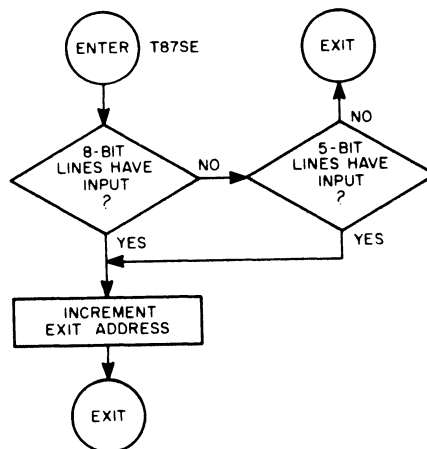 ENTER T87SE
EXIT
8-BIT
LINES HAVE
INPUT
?
NO
5-BIT
LINES HAVE
INPUT
?
NO
YES
YES
INCREMENT
EXIT ADDRESS
EXIT